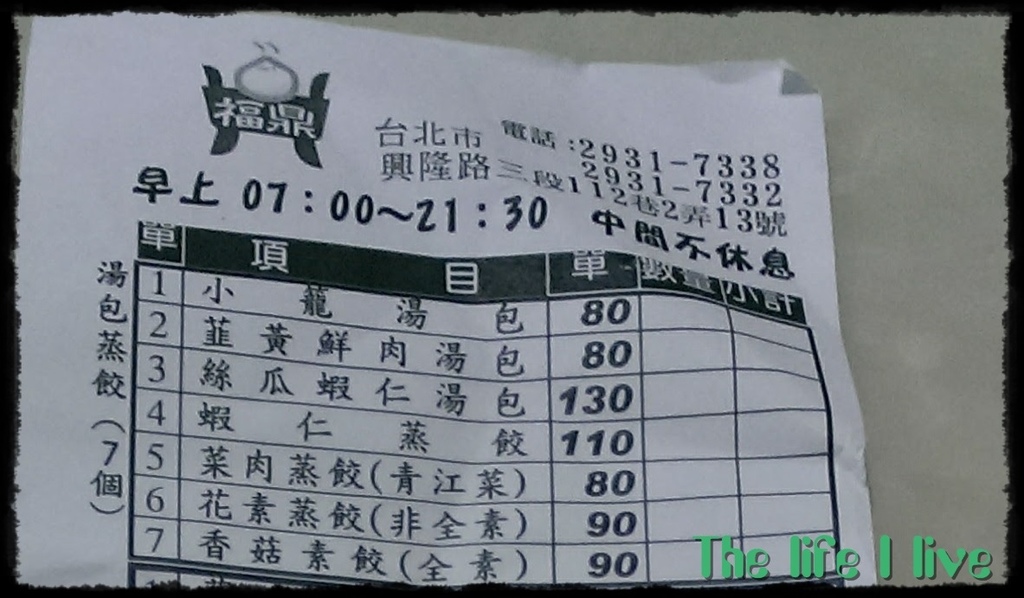 福鼎
電話:2931-7338
2931-7332
台北市
興隆路三段112巷2弄13號
早上 07:00～21:30 中間不休息
單 項目 單 數量 小計
湯包蒸餃(7個)
1 小籠湯包 80
2 韮黃鮮肉湯包 80
3 絲瓜蝦仁湯包 130
4 蝦仁蒸餃 110
5 菜肉蒸餃(青江菜) 80
6 花素蒸餃(非全素) 90
7 香菇素餃(全素) 90
The life I live